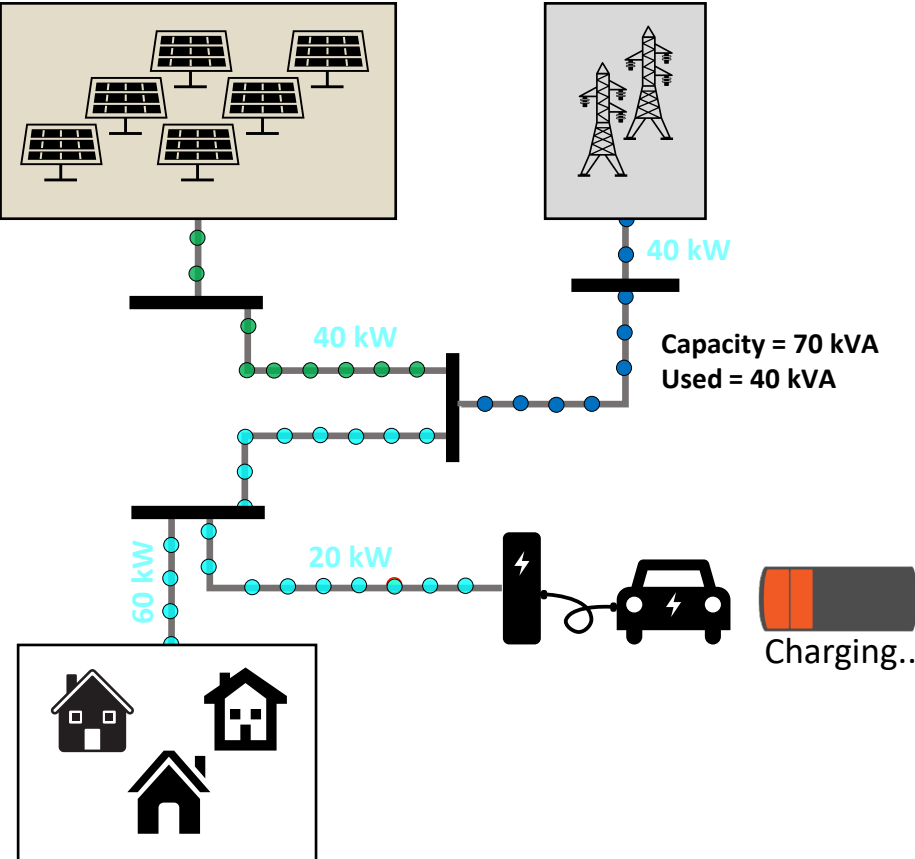 40 kW
40 kW
Capacity = 70 kVA
Used = 40 kVA
20 kW
60 kW
Charging..